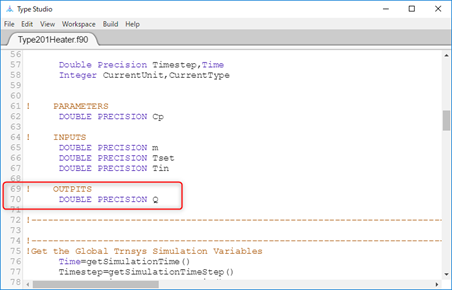 Type Studio
File Edit View Workspace Build Help
Type201Heater.f90
56
57 Double Precision Timestep,Time
58 Integer CurrentUnit,CurrentType
59
60
61 ! PARAMETERS
62 DOUBLE PRECISION Cp
63
64 ! INPUTS
65 DOUBLE PRECISION m
66 DOUBLE PRECISION Tset
67 DOUBLE PRECISION Tin
68
69 ! OUTPITS
70 DOUBLE PRECISION Q
71
72 !-----------------------------------------------------------
73
74 !-----------------------------------------------------------
75 !Get the Global Trnsys Simulation Variables
76 Time=getSimulationTime()
77 Timestep=getSimulationTimeStep()
78